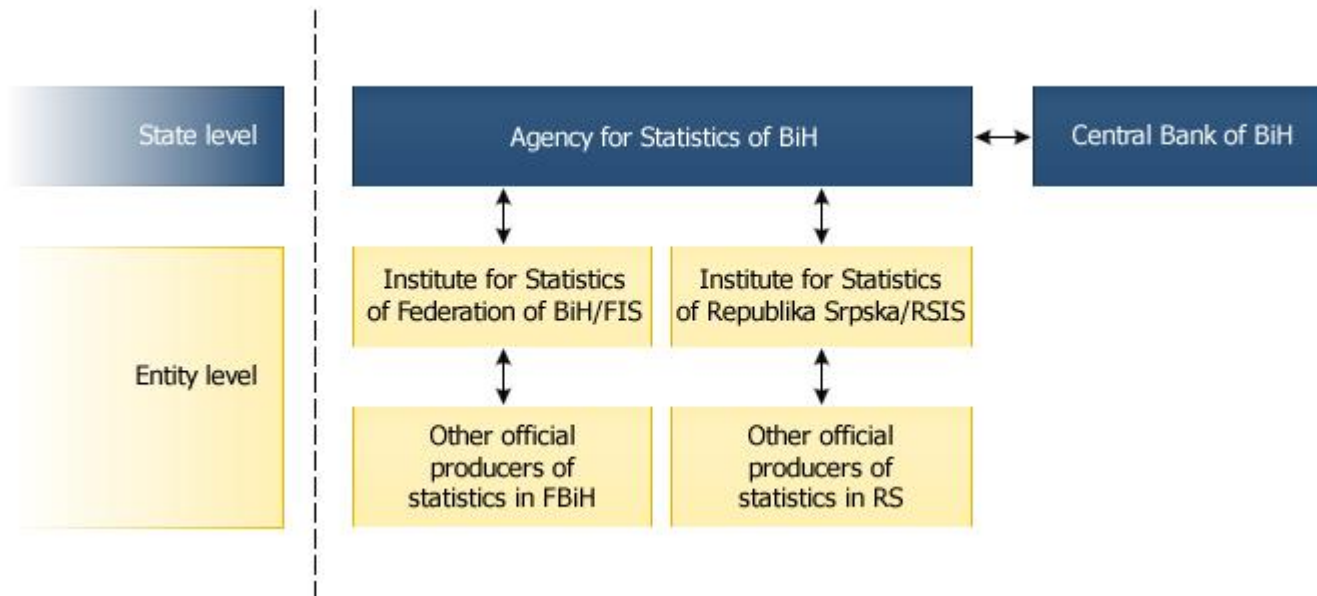 State level
Agency for Statistics of BiH
Central Bank of BiH
Entity level
Institute for Statistics
of Federation of BiH/FIS
Institute for Statistics
of Republika Srpska/RSIS
Other official
producers of
statistics in FBiH
Other official
producers of
statistics in RS